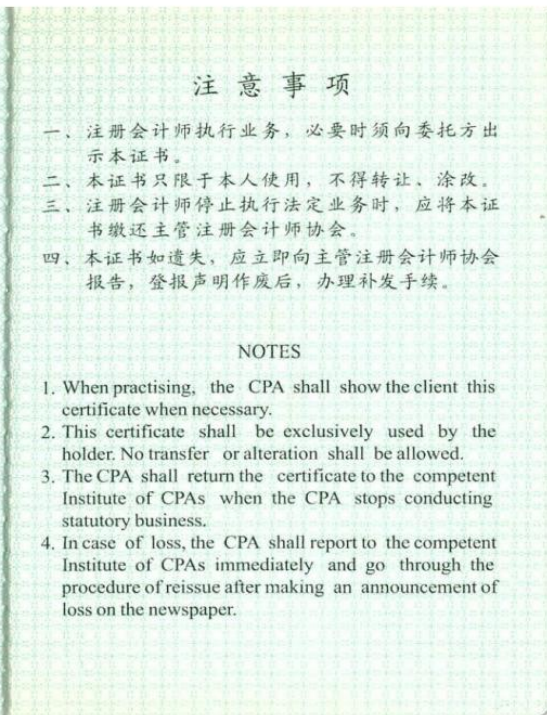 注意事项
一、注册会计师执行业务，必要时须向委托方出
示本证书。
二、本证书只限于本人使用，不得转让、涂改。
三、注册会计师停止执行法定业务时，应将本证
书缴还主管注册会计师协会。
四、本证书如遗失，应立即向主管注册会计师协会
报告，登报声明作废后，办理补发手续。
NOTES
1. When practising, the CPA shall show the client this
certificate when necessary.
2. This certificate shall be exclusively used by the
holder. No transfer or alteration shall be allowed.
3. The CPA shall return the certificate to the competent
Institute of CPAs when the CPA stops conducting
statutory business.
4. In case of loss, the CPA shall report to the competent
Institute of CPAs immediately and go through the
procedure of reissue after making an announcement of
loss on the newspaper.